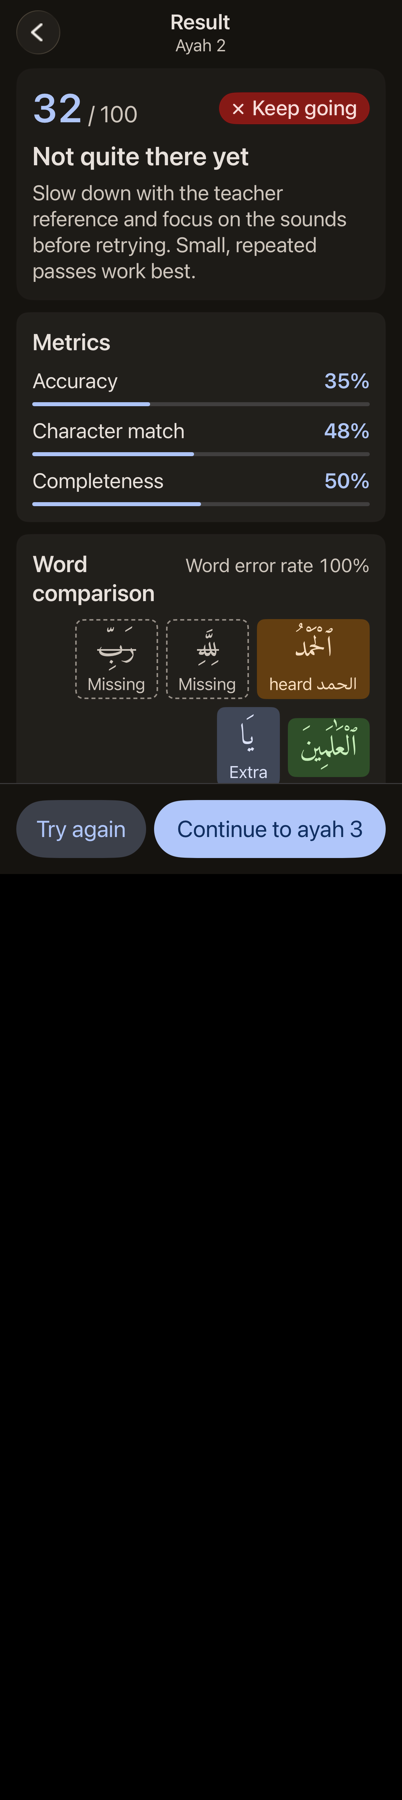 Result
Ayah 2
32 / 100
× Keep going
Not quite there yet
Slow down with the teacher
reference and focus on the sounds
before retrying. Small, repeated
passes work best.
Metrics
Accuracy 35%
Character match 48%
Completeness 50%
Word comparison
Word error rate 100%
ٱلْحَمْدُ لِلَّهِ رَبِّ
heard الحمد Missing Missing
ٱلْعَٰلَمِينَ يَا
Extra
Try again
Continue to ayah 3